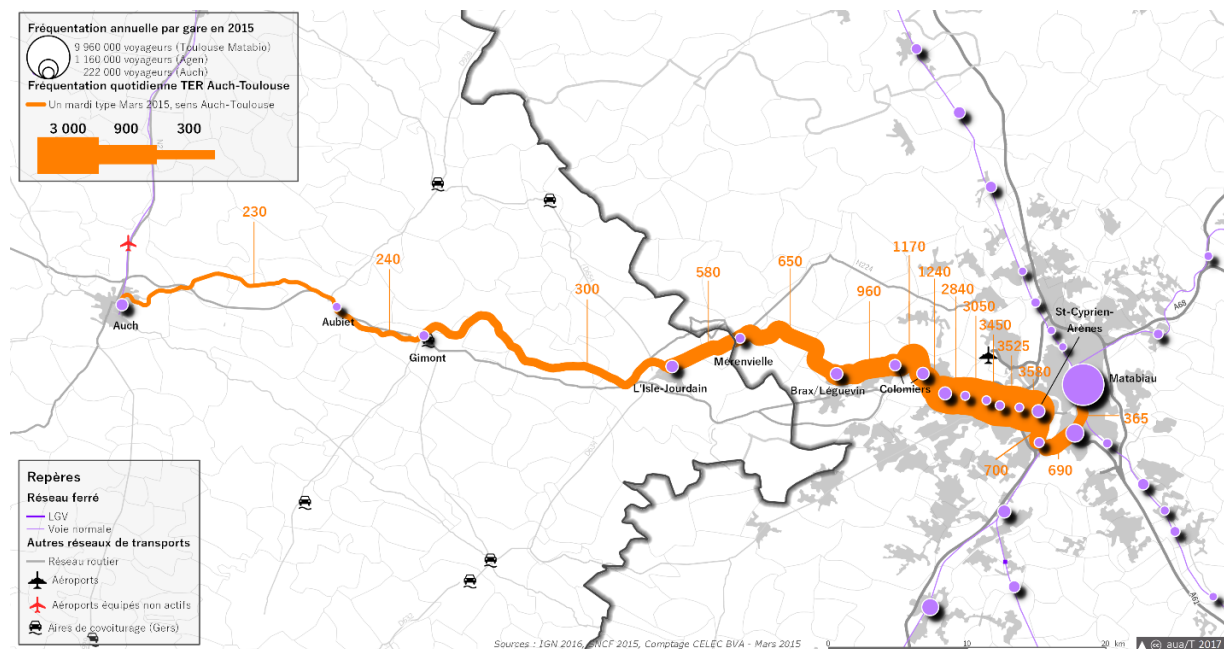 Fréquentation annuelle par gare en 2015
9 960 000 voyageurs (Toulouse Matabio)
1 160 000 voyageurs (Agen)
222 000 voyageurs (Auch)
Fréquentation quotidienne TER Auch-Toulouse
Un mardi type Mars 2015, sens Auch-Toulouse
3 000 900 300
230
240
300
580
650
960
1170
1240
2840
3050
3450
3525
3580
St-Cyprien-
Arènes
N224
A68
Auch
Aubiet
Gimont
L'Isle-Jourdain
Mérenvielle
Brax/Léguevin
Colomiers
Matabiau
365
700
690
A61
Repères
Réseau ferré
LGV
Voie normale
Autres réseaux de transports
Réseau routier
Aéroports
Aéroports équipés non actifs
Aires de covoiturage (Gers)
Sources : IGN 2016, SNCF 2015, Comptage CELEC BVA - Mars 2015
0 10 20 km
cc aua/T 2017